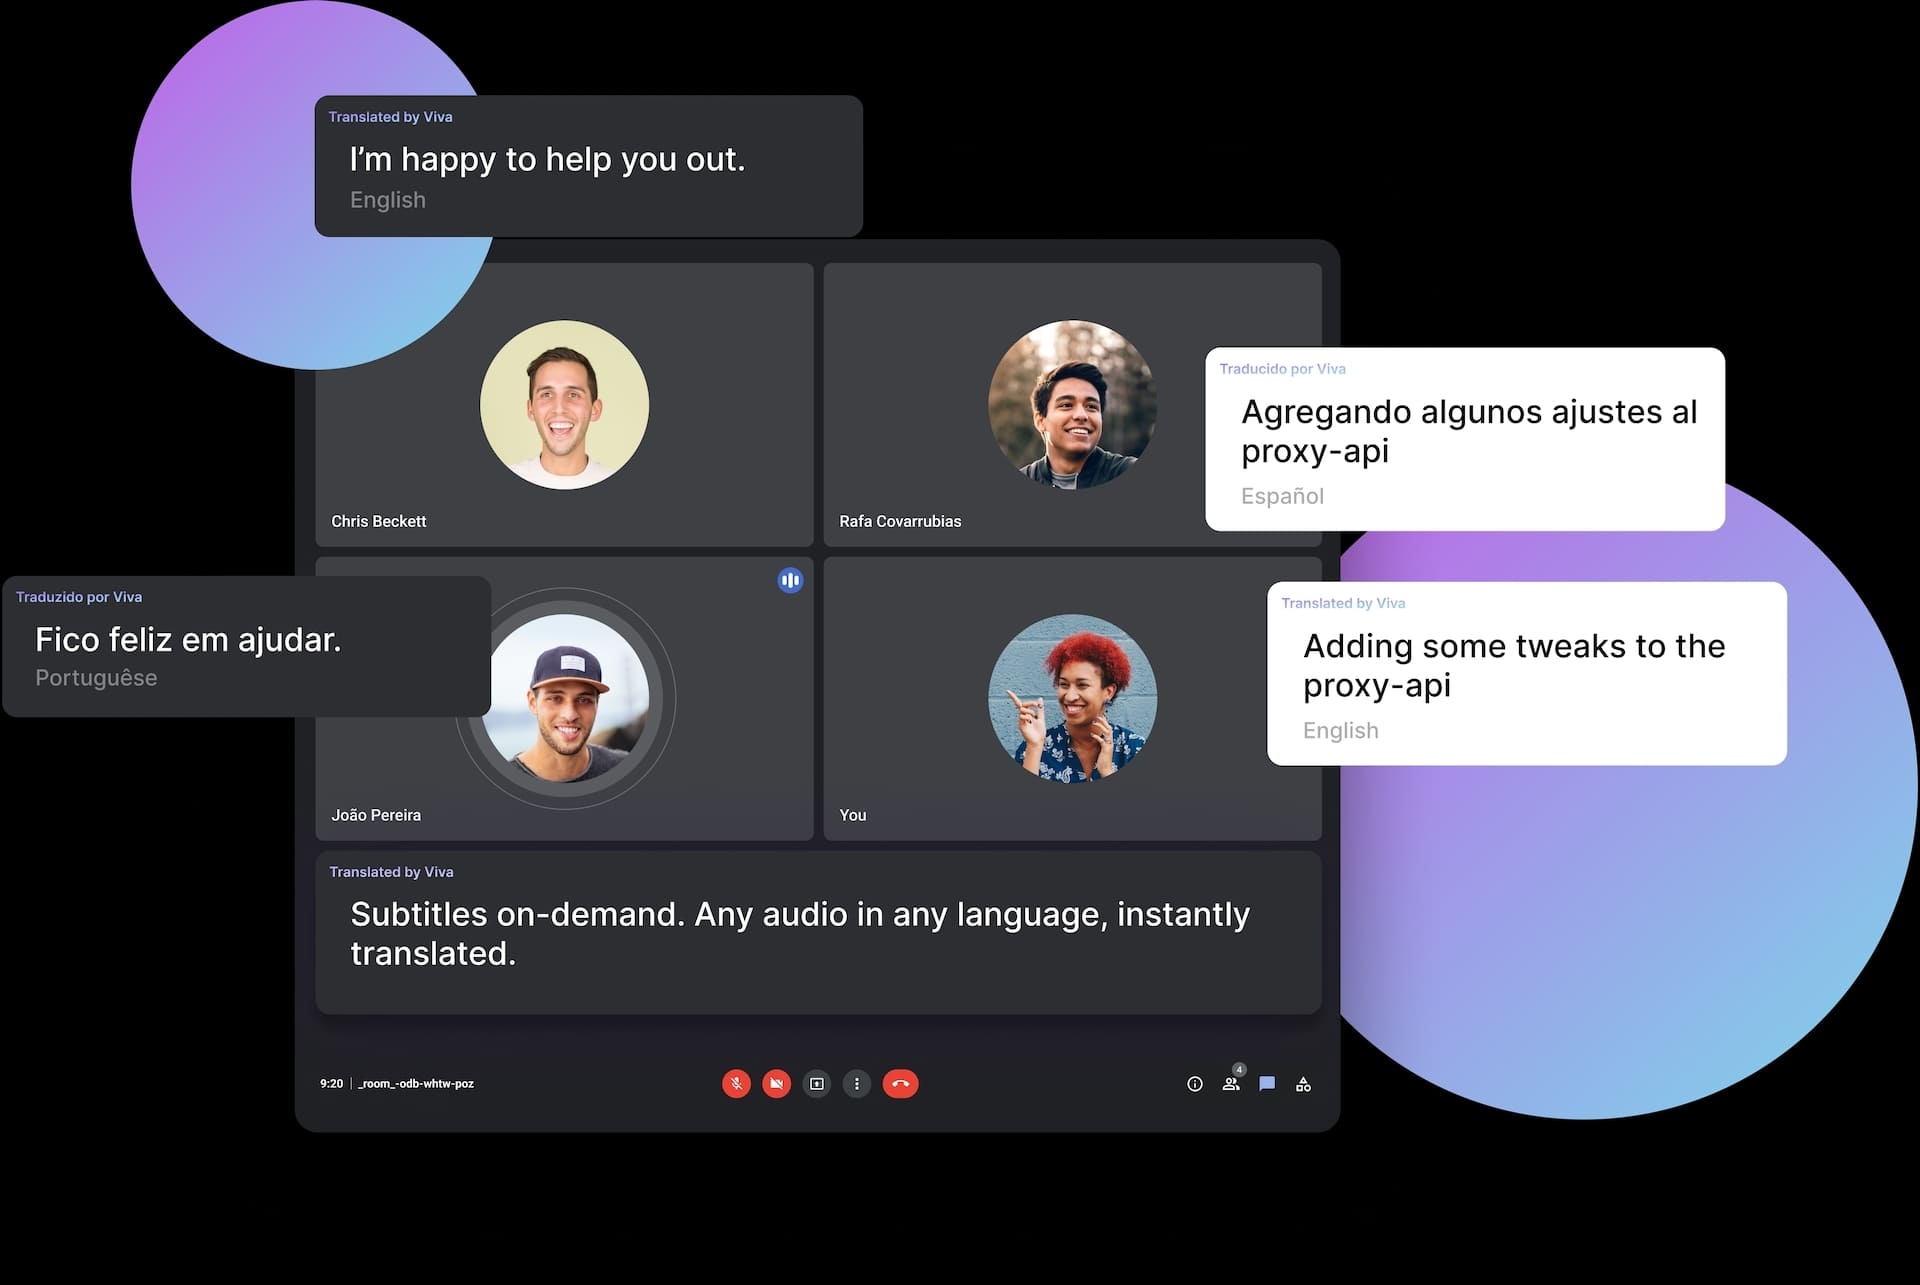 Translated by Viva
I’m happy to help you out.
English
Chris Beckett
Rafa Covarrubias
Traducido por Viva
Agregando algunos ajustes al
proxy-api
Español
Traduzido por Viva
Fico feliz em ajudar.
Portuguêse
João Pereira
You
Translated by Viva
Adding some tweaks to the
proxy-api
English
Translated by Viva
Subtitles on-demand. Any audio in any language, instantly
translated.
9:20 | _room_-odb-whtw-poz
4